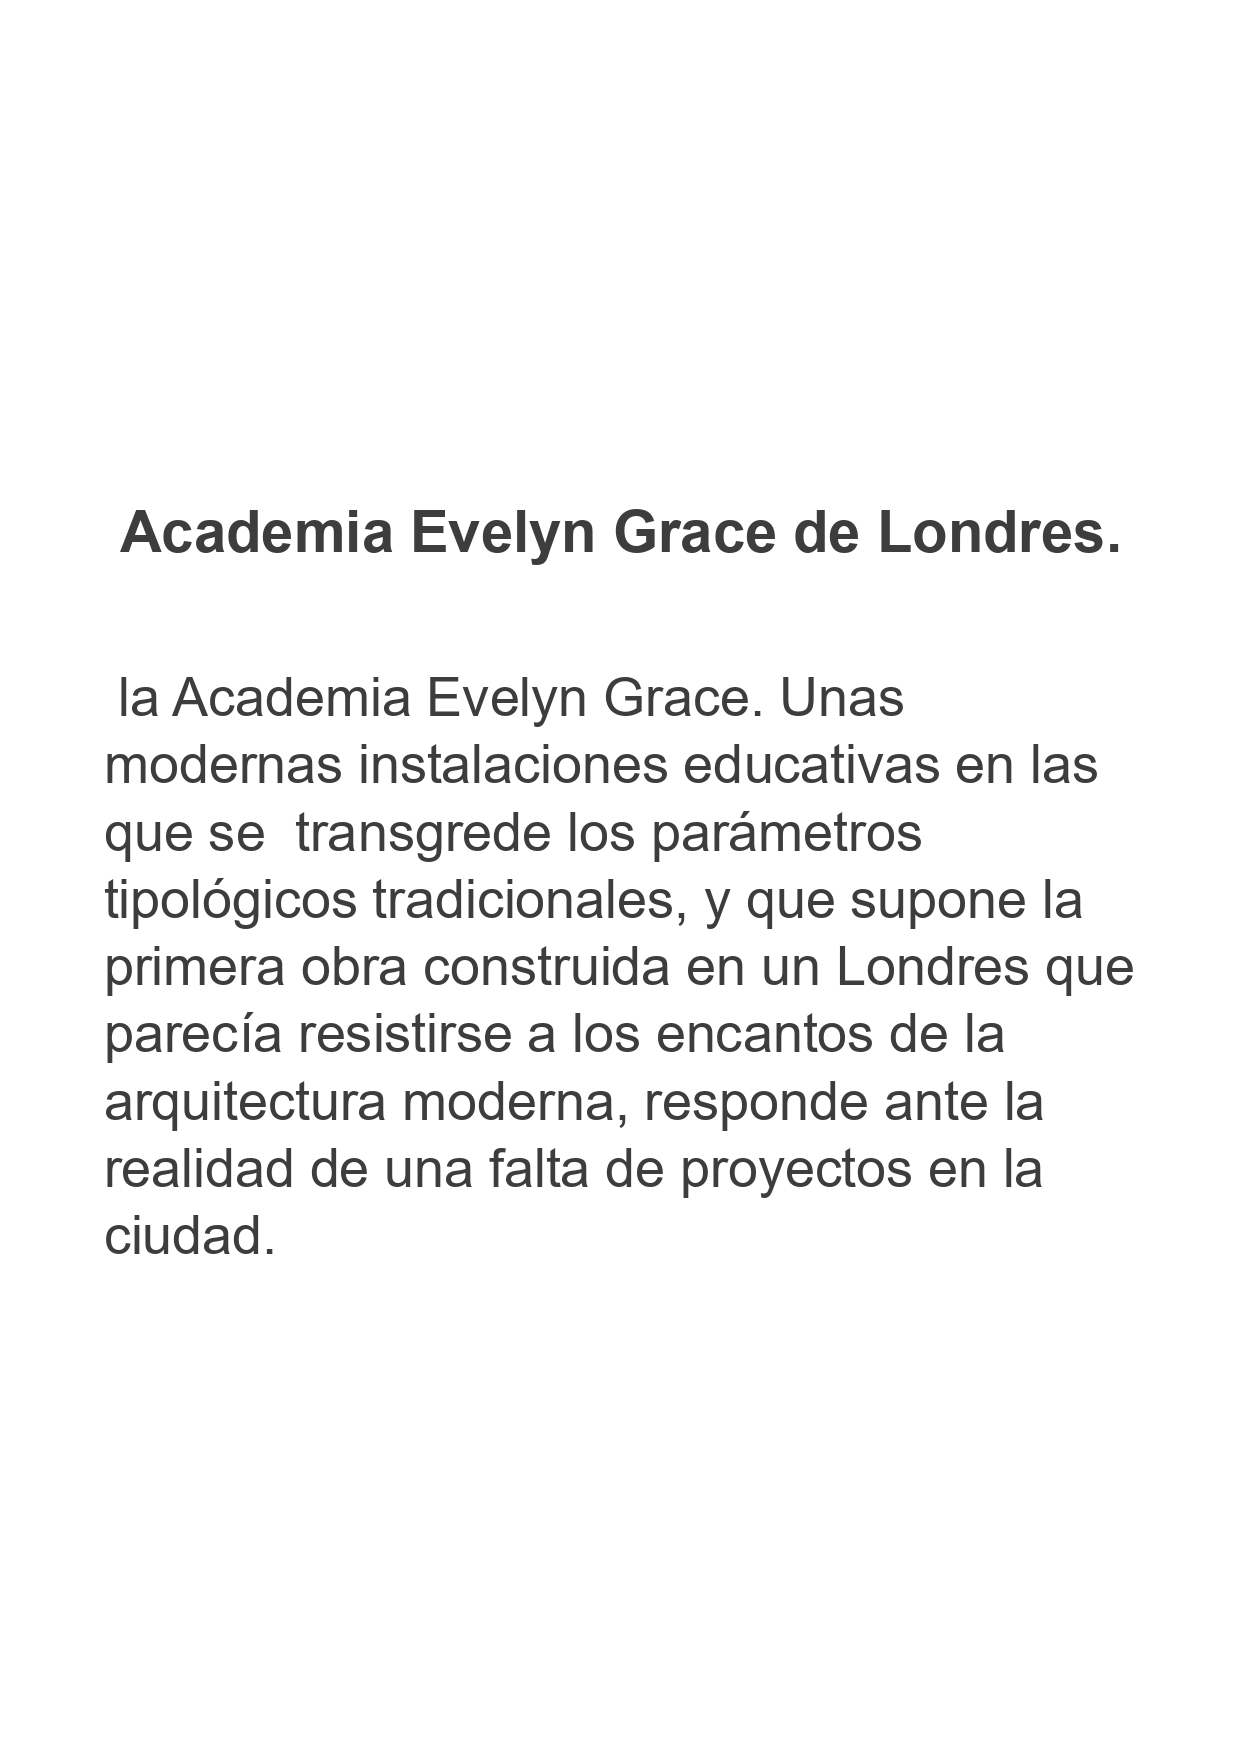 Academia Evelyn Grace de Londres.
la Academia Evelyn Grace. Unas
modernas instalaciones educativas en las
que se  transgrede los parámetros
tipológicos tradicionales, y que supone la
primera obra construida en un Londres que
parecía resistirse a los encantos de la
arquitectura moderna, responde ante la
realidad de una falta de proyectos en la
ciudad.